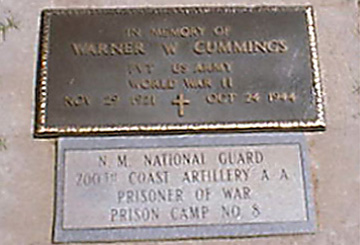 IN MEMORY OF
WARNER W CUMMINGS
PVT US ARMY
WORLD WAR II
NOV 29 1921 OCT 24 1944
N.M. NATIONAL GUARD
200TH COAST ARTILLERY A A
PRISONER OF WAR
PRISON CAMP NO 8